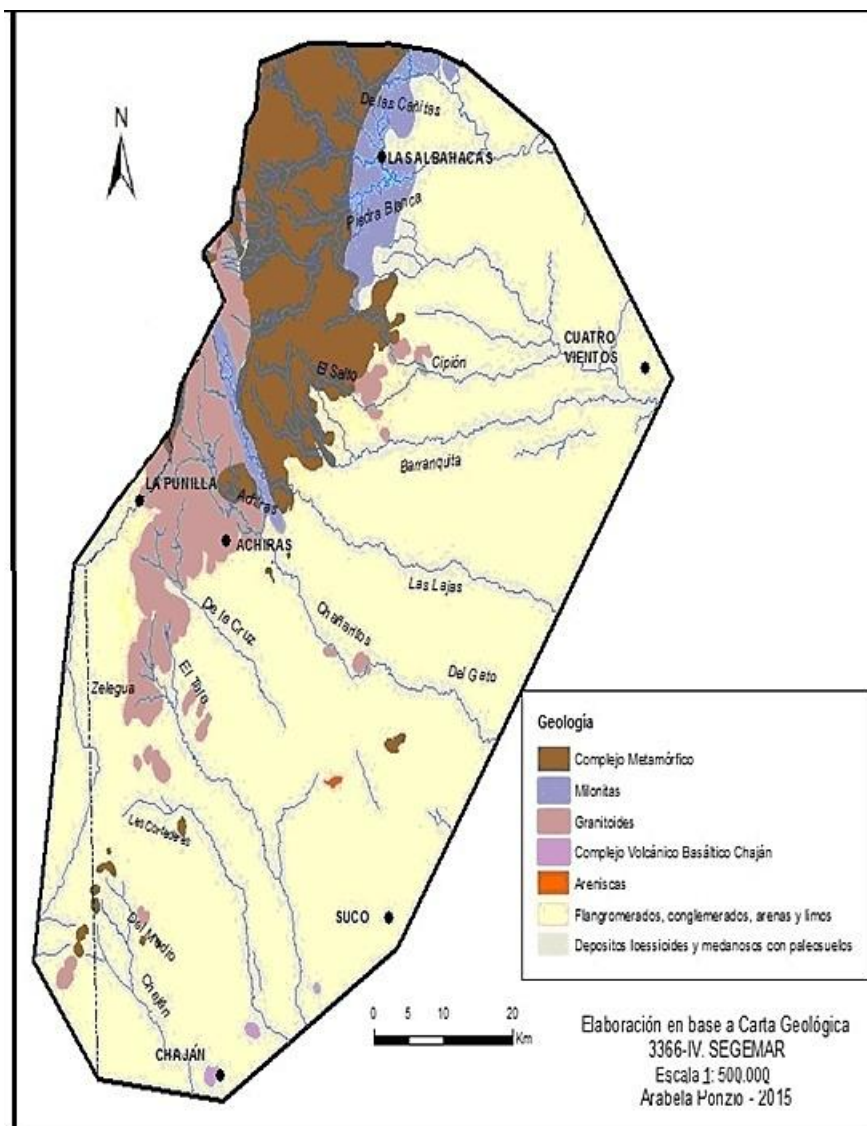 N
De las Cañitas
LAS ALBAHACAS
Piedra Blanca
CUATRO
VIENTOS
El Salto
Cipión
Barranquita
LA PUNILLA
Achiras
ACHIRAS
Las Lajas
De la Cruz
Chañaritos
Del Gato
Zelegua
El Tala
Geología
Complejo Metamórfico
Milonitas
Granitoides
Complejo Volcánico Basáltico Chaján
Areniscas
Flangromerados, conglomerados, arenas y limos
Depositos loessioides y medanosos con paleosuelos
Las Cortaderas
SUCO
Del Medio
Chaján
CHAJÁN
0 5 10 20
Km
Elaboración en base a Carta Geológica
3366-IV. SEGEMAR
Escala 1: 500.000
Arabela Ponzio - 2015